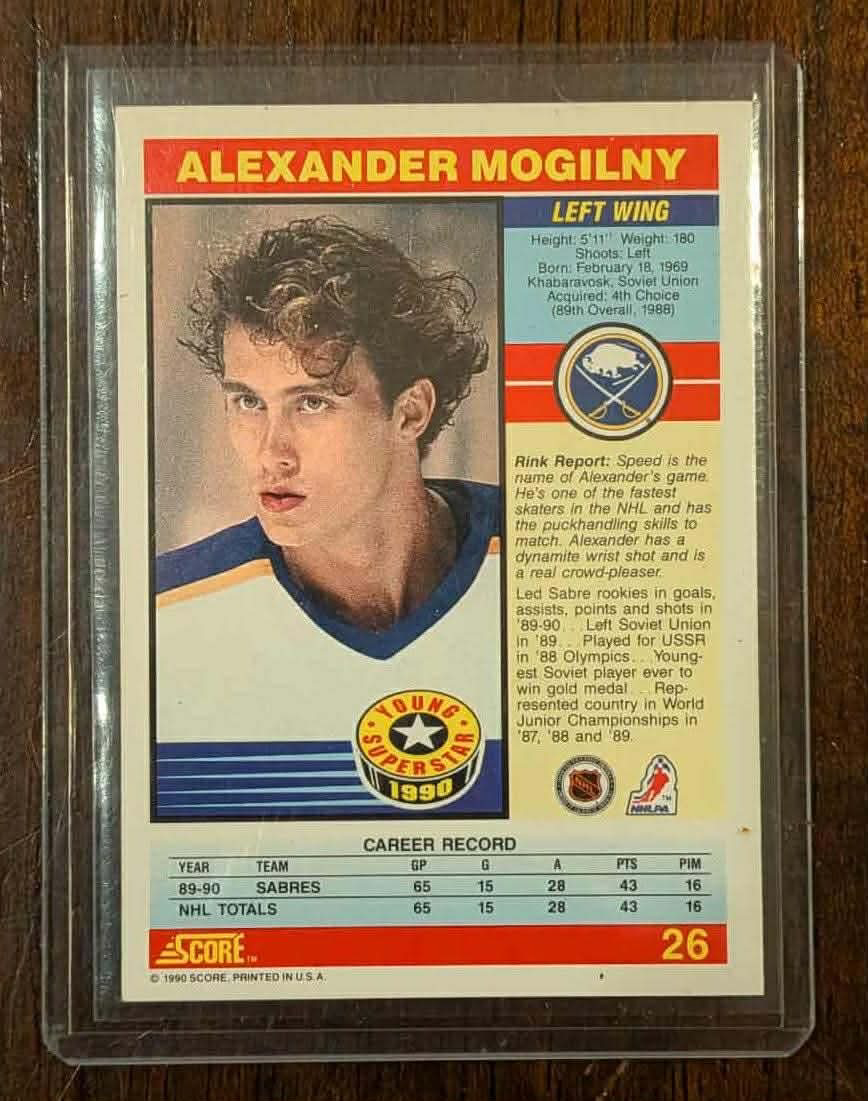 ALEXANDER MOGILNY
LEFT WING
Height: 5'11" Weight: 180
Shoots: Left
Born: February 18, 1969
Khabaravosk, Soviet Union
Acquired: 4th Choice
(89th Overall, 1988)
Rink Report: Speed is the
name of Alexander's game.
He's one of the fastest
skaters in the NHL and has
the puckhandling skills to
match. Alexander has a
dynamite wrist shot and is
a real crowd-pleaser.
Led Sabre rookies in goals,
assists, points and shots in
'89-90. . . Left Soviet Union
in '89. . . Played for USSR
in '88 Olympics. . . Young-
est Soviet player ever to
win gold medal. . . Rep-
resented country in World
Junior Championships in
'87, '88 and '89.
YOUNG
SUPERSTAR
1990
NHL
NHLPA
TM
CAREER RECORD
YEAR TEAM GP G A PTS PIM
89-90 SABRES 65 15 28 43 16
NHL TOTALS 65 15 28 43 16
SCORE TM 26
© 1990 SCORE, PRINTED IN U.S.A.